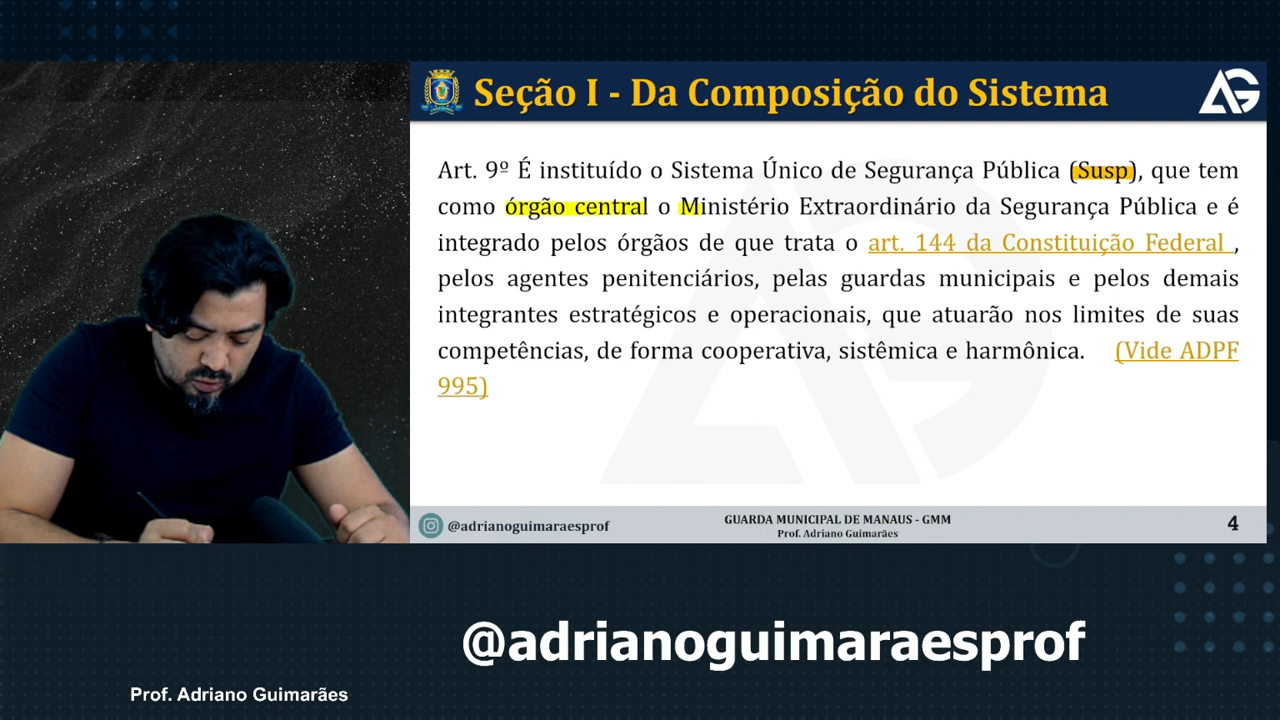 Seção I - Da Composição do Sistema
AG
Art. 9º É instituído o Sistema Único de Segurança Pública (Susp), que tem
como órgão central o Ministério Extraordinário da Segurança Pública e é
integrado pelos órgãos de que trata o art. 144 da Constituição Federal ,
pelos agentes penitenciários, pelas guardas municipais e pelos demais
integrantes estratégicos e operacionais, que atuarão nos limites de suas
competências, de forma cooperativa, sistêmica e harmônica. (Vide ADPF
995)
@adrianoguimaraesprof
GUARDA MUNICIPAL DE MANAUS - GMM
Prof. Adriano Guimarães
4
@adrianoguimaraesprof
Prof. Adriano Guimarães